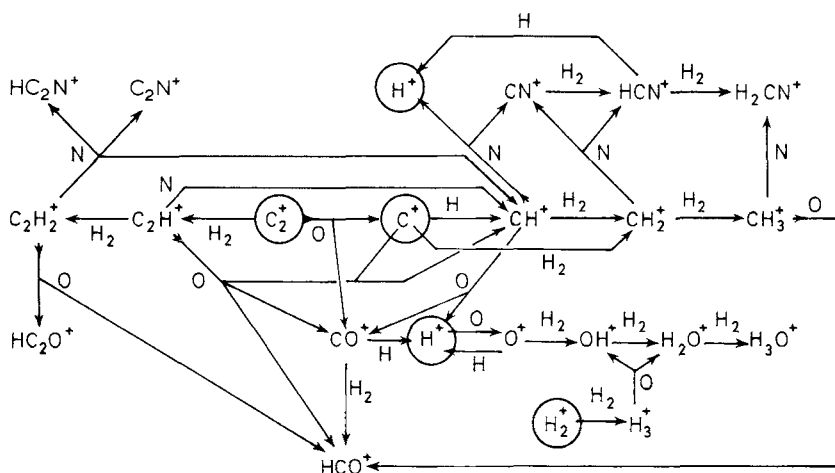 H
HC₂N⁺ C₂N⁺ H⁺ CN⁺ H₂ HCN⁺ H₂ H₂CN⁺
N N N N
C₂H₂⁺ H₂ C₂H⁺ N H₂ C₂⁺ O C⁺ H CH⁺ H₂ CH₂⁺ H₂ CH₃⁺ O
H₂
O O O
HC₂O⁺ CO⁺ H H⁺ O H O⁺ H₂ OH⁺ H₂ H₂O⁺ H₂ H₃O⁺
H₂ O
H₂⁺ H₂ H₃⁺
HCO⁺